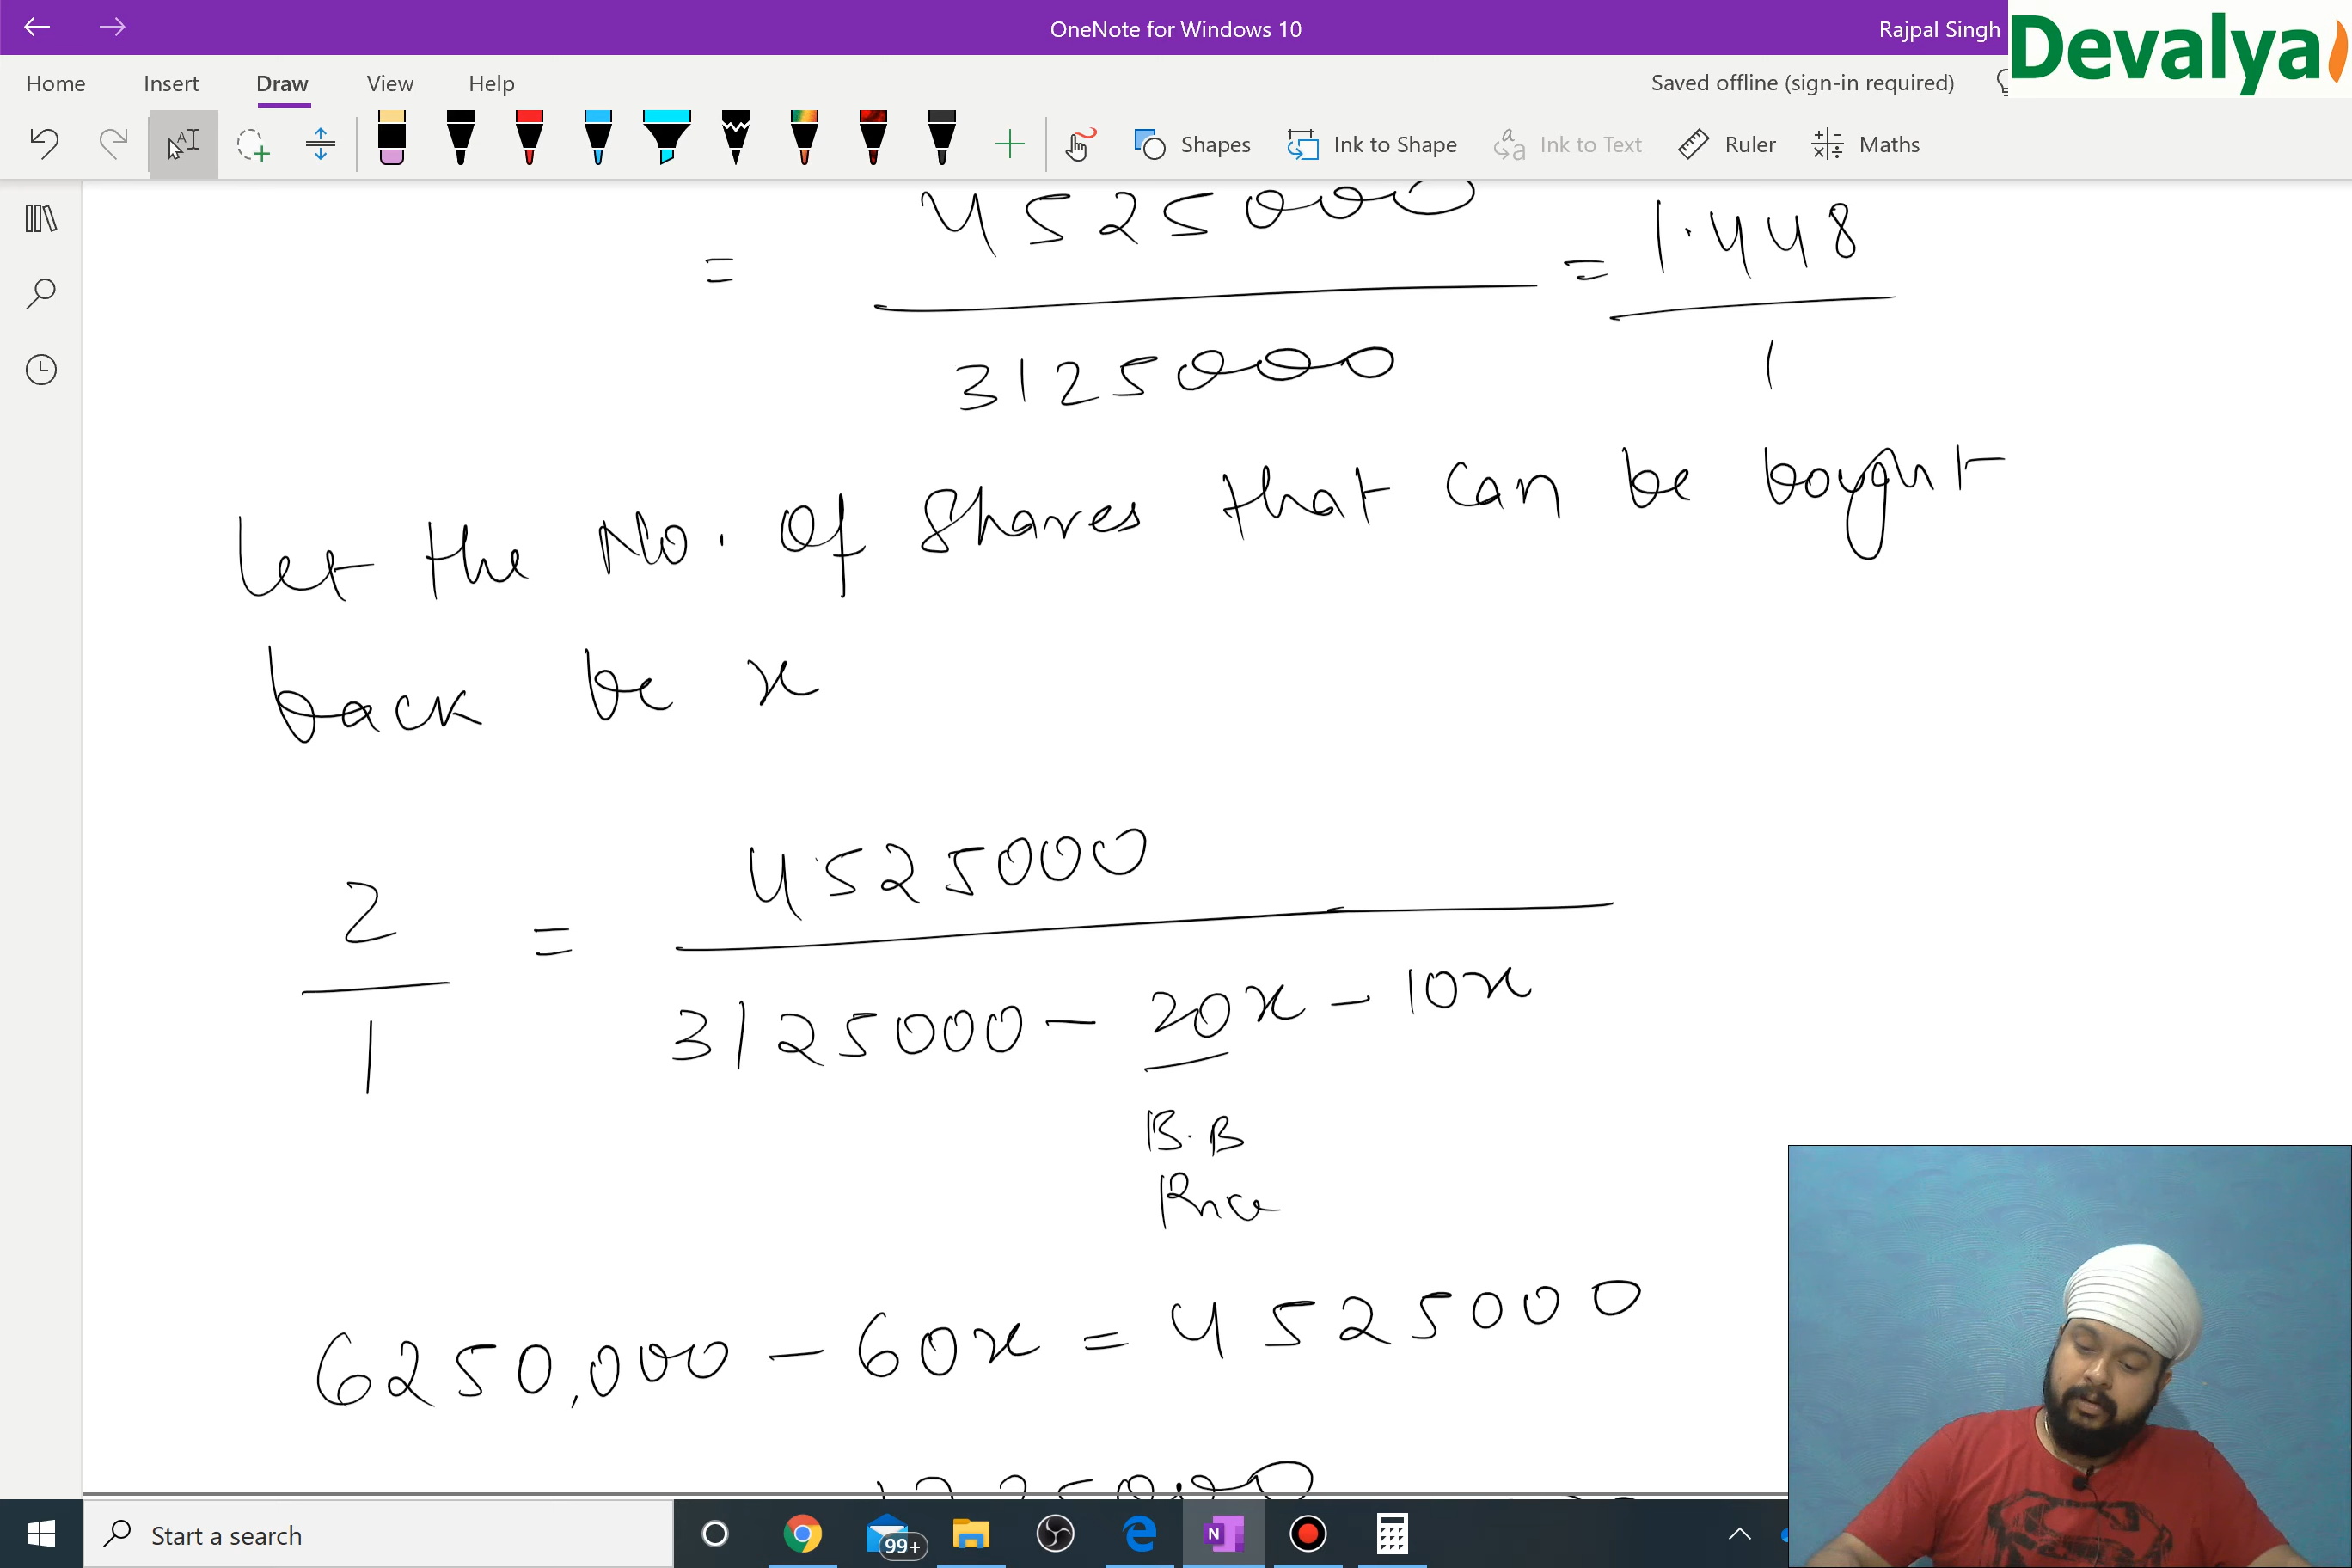 OneNote for Windows 10
Rajpal Singh
Devalya
Home Insert Draw View Help
Saved offline (sign-in required)
Shapes Ink to Shape Ink to Text Ruler Maths
= 4525000 = 1.448
3125000 1
Let the No. Of Shares that can be bought
back be x
2 = 4525000
1 3125000 - 20x - 10x
B.B
Price
6250,000 - 60x = 4525000
Start a search
99+
N